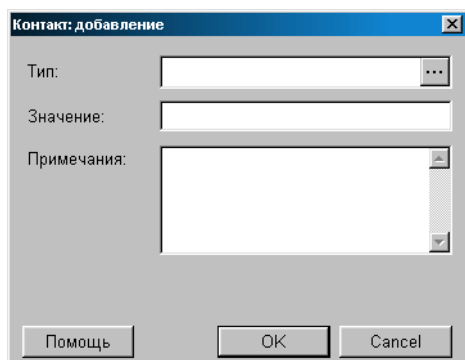 Контакт: добавление
Тип:
...
Значение:
Примечания:
Помощь
OK
Cancel